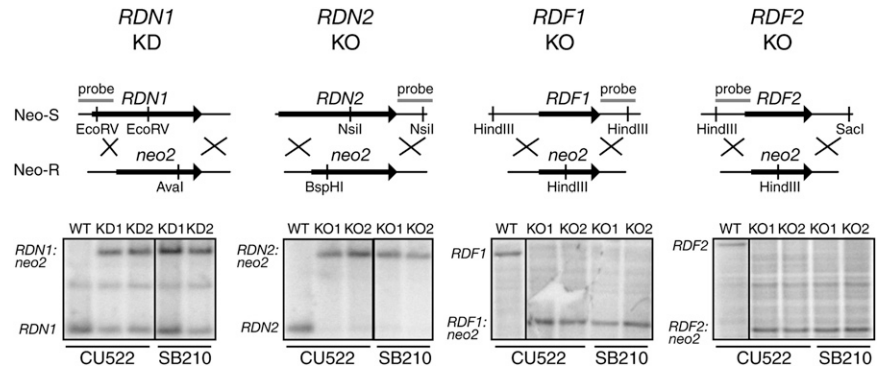 RDN1 RDN2 RDF1 RDF2
KD KO KO KO
probe RDN1 RDN2 probe RDF1 probe probe RDF2
Neo-S
EcoRV EcoRV NsiI NsiI HindIII HindIII HindIII SacI
neo2 neo2 neo2 neo2
Neo-R
AvaI BspHI HindIII HindIII
WT KD1 KD2 KD1 KD2 WT KO1 KO2 KO1 KO2 WT KO1 KO2 KO1 KO2 WT KO1 KO2 KO1 KO2
RDN1: RDN2: RDF1 RDF2
neo2 neo2
RDN1 RDN2 RDF1: RDF2:
neo2 neo2
CU522 SB210 CU522 SB210 CU522 SB210 CU522 SB210